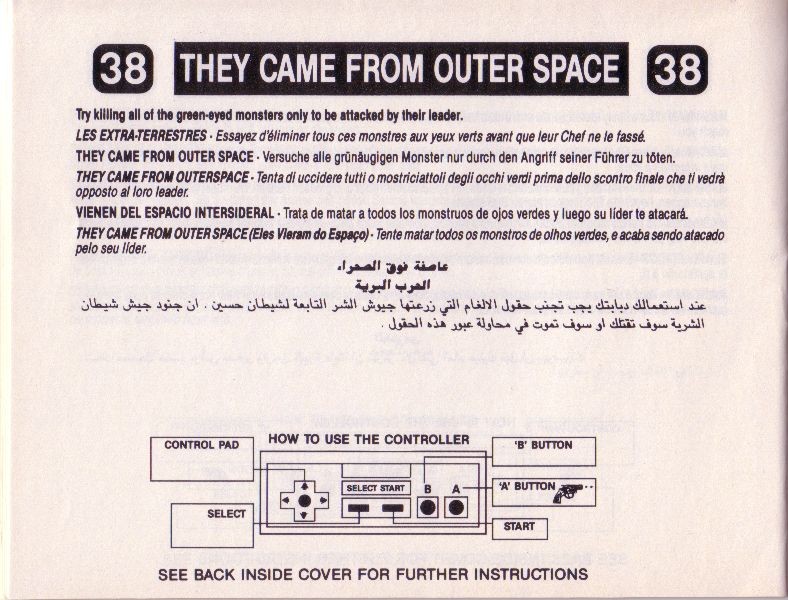 38 THEY CAME FROM OUTER SPACE 38
Try killing all of the green-eyed monsters only to be attacked by their leader.
LES EXTRA-TERRESTRES - Essayez d'éliminer tous ces monstres aux yeux verts avant que leur Chef ne le fassé.
THEY CAME FROM OUTER SPACE - Versuche alle grünäugigen Monster nur durch den Angriff seiner Führer zu töten.
THEY CAME FROM OUTERSPACE - Tenta di uccidere tutti o mostriciattoli degli occhi verdi prima dello scontro finale che ti vedrà
opposto al loro leader.
VIENEN DEL ESPACIO INTERSIDERAL - Trata de matar a todos los monstruos de ojos verdes y luego su líder te atacará.
THEY CAME FROM OUTER SPACE (Eles Vieram do Espaço) - Tente matar todos os monstros de olhos verdes, e acaba sendo atacado
pelo seu líder.
عاصفة فوق الصحراء
الحرب البرية
عند استعمالك دبابتك يجب تجنب حقول الالغام التي زرعتها جيوش الشر التابعة لشيطان حسين . ان جنود جيش شيطان
الشرية سوف تقتلك او سوف تموت في محاولة عبور هذه الحقول .
HOW TO USE THE CONTROLLER
CONTROL PAD
'B' BUTTON
SELECT START
B A
'A' BUTTON
SELECT
START
SEE BACK INSIDE COVER FOR FURTHER INSTRUCTIONS